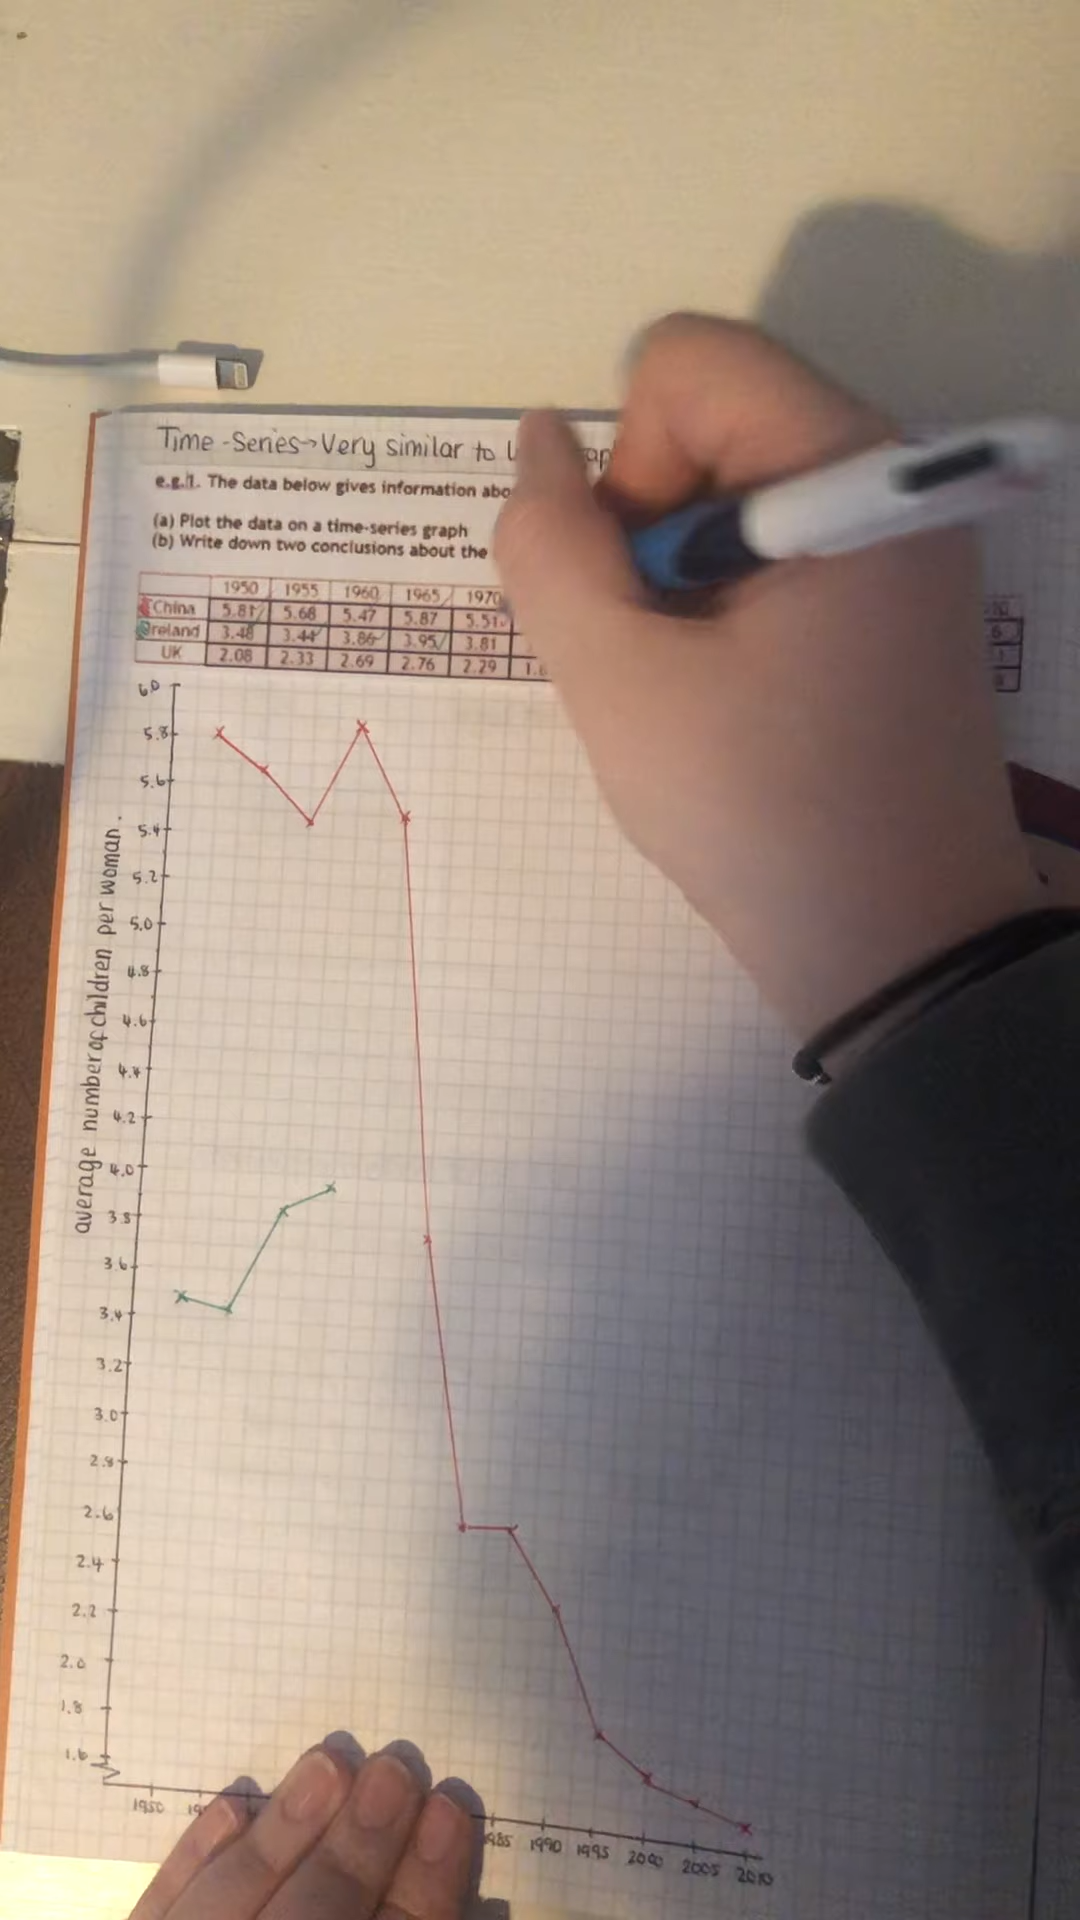 Time-Series→Very similar to
e.g.1. The data below gives information
(a) Plot the data on a time-series graph
(b) Write down two conclusions about the
1950 1955 1960 1965 1970
China 5.81 5.68 5.47 5.87 5.51
Ireland 3.48 3.44 3.86 3.95 3.81
UK 2.08 2.33 2.69 2.76 2.29
average number of children per woman.
6.0
5.8
5.6
5.4
5.2
5.0
4.8
4.6
4.4
4.2
4.0
3.8
3.6
3.4
3.2
3.0
2.8
2.6
2.4
2.2
2.0
1.8
1.6
1950 1985 1990 1995 2000 2005 2010